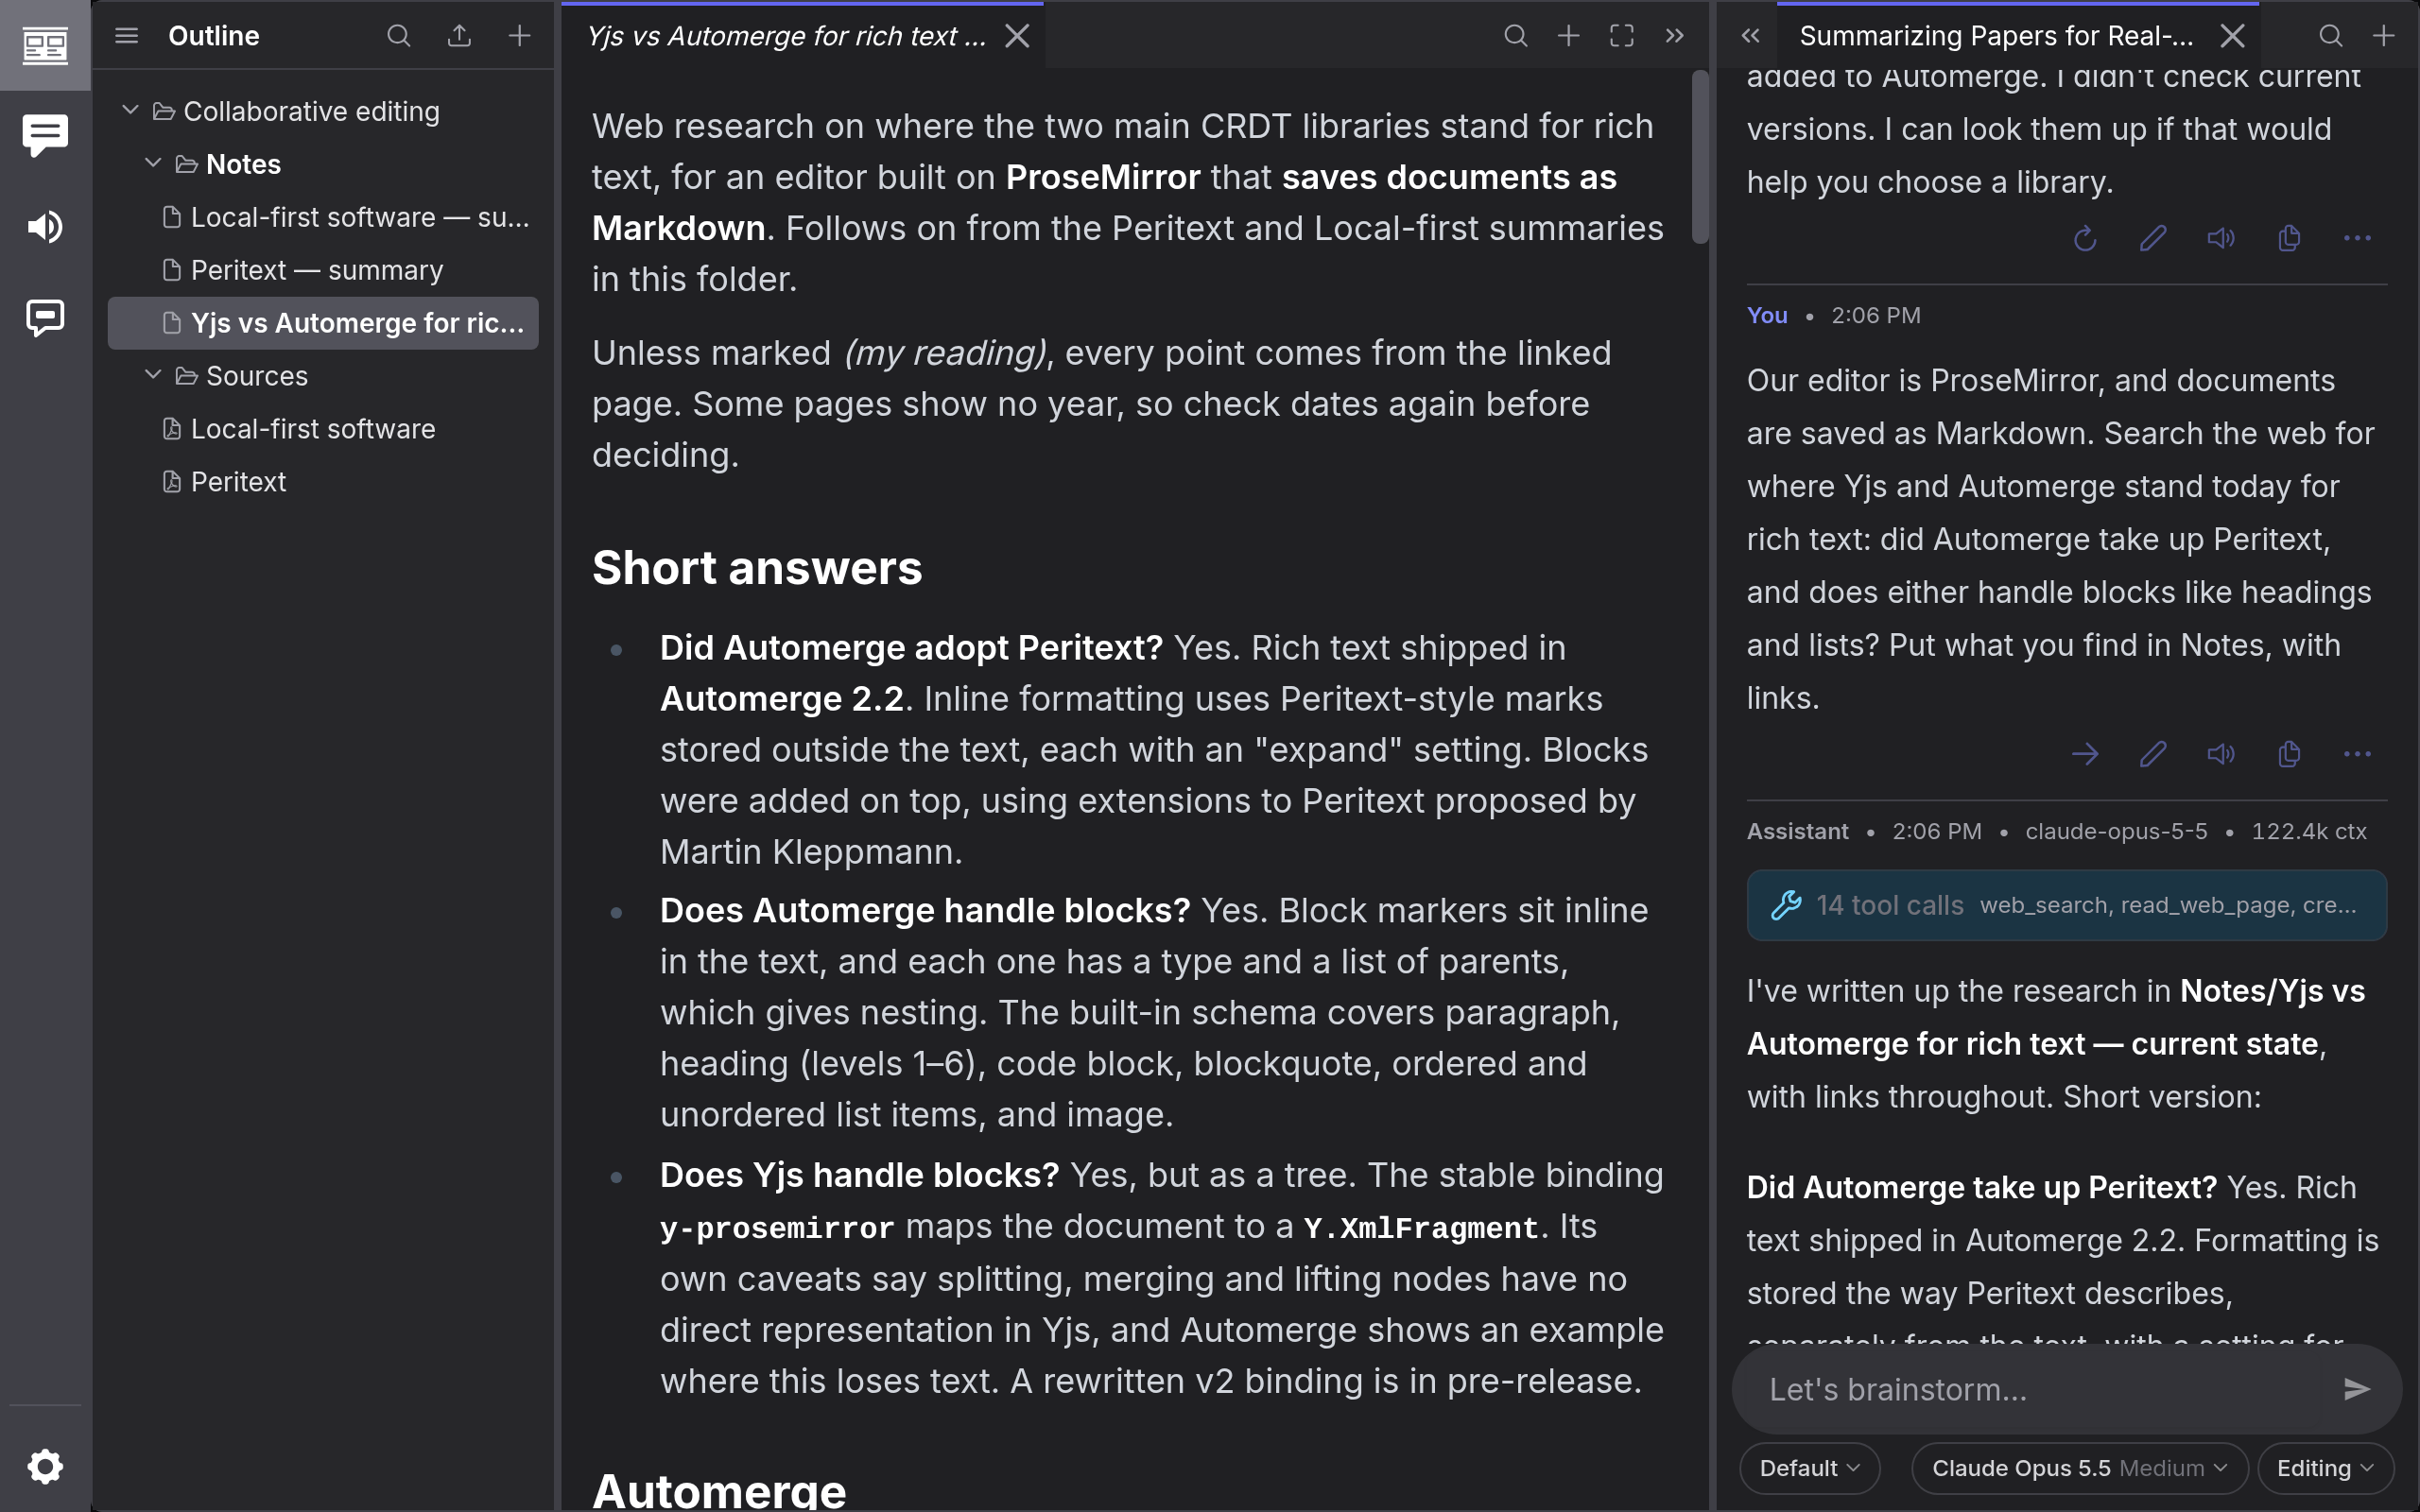 Outline
Collaborative editing
Notes
Local-first software — su...
Peritext — summary
Yjs vs Automerge for ric...
Sources
Local-first software
Peritext
Yjs vs Automerge for rich text ...
Web research on where the two main CRDT libraries stand for rich
text, for an editor built on ProseMirror that saves documents as
Markdown. Follows on from the Peritext and Local-first summaries
in this folder.
Unless marked (my reading), every point comes from the linked
page. Some pages show no year, so check dates again before
deciding.
Short answers
Did Automerge adopt Peritext? Yes. Rich text shipped in
Automerge 2.2. Inline formatting uses Peritext-style marks
stored outside the text, each with an "expand" setting. Blocks
were added on top, using extensions to Peritext proposed by
Martin Kleppmann.
Does Automerge handle blocks? Yes. Block markers sit inline
in the text, and each one has a type and a list of parents,
which gives nesting. The built-in schema covers paragraph,
heading (levels 1–6), code block, blockquote, ordered and
unordered list items, and image.
Does Yjs handle blocks? Yes, but as a tree. The stable binding
y-prosemirror maps the document to a Y.XmlFragment. Its
own caveats say splitting, merging and lifting nodes have no
direct representation in Yjs, and Automerge shows an example
where this loses text. A rewritten v2 binding is in pre-release.
Automerge
Summarizing Papers for Real-...
added to Automerge. I didn't check current
versions. I can look them up if that would
help you choose a library.
You • 2:06 PM
Our editor is ProseMirror, and documents
are saved as Markdown. Search the web for
where Yjs and Automerge stand today for
rich text: did Automerge take up Peritext,
and does either handle blocks like headings
and lists? Put what you find in Notes, with
links.
Assistant • 2:06 PM • claude-opus-5-5 • 122.4k ctx
14 tool calls web_search, read_web_page, cre...
I've written up the research in Notes/Yjs vs
Automerge for rich text — current state,
with links throughout. Short version:
Did Automerge take up Peritext? Yes. Rich
text shipped in Automerge 2.2. Formatting is
stored the way Peritext describes,
separately from the text, with a setting for
Let's brainstorm...
Default
Claude Opus 5.5 Medium
Editing